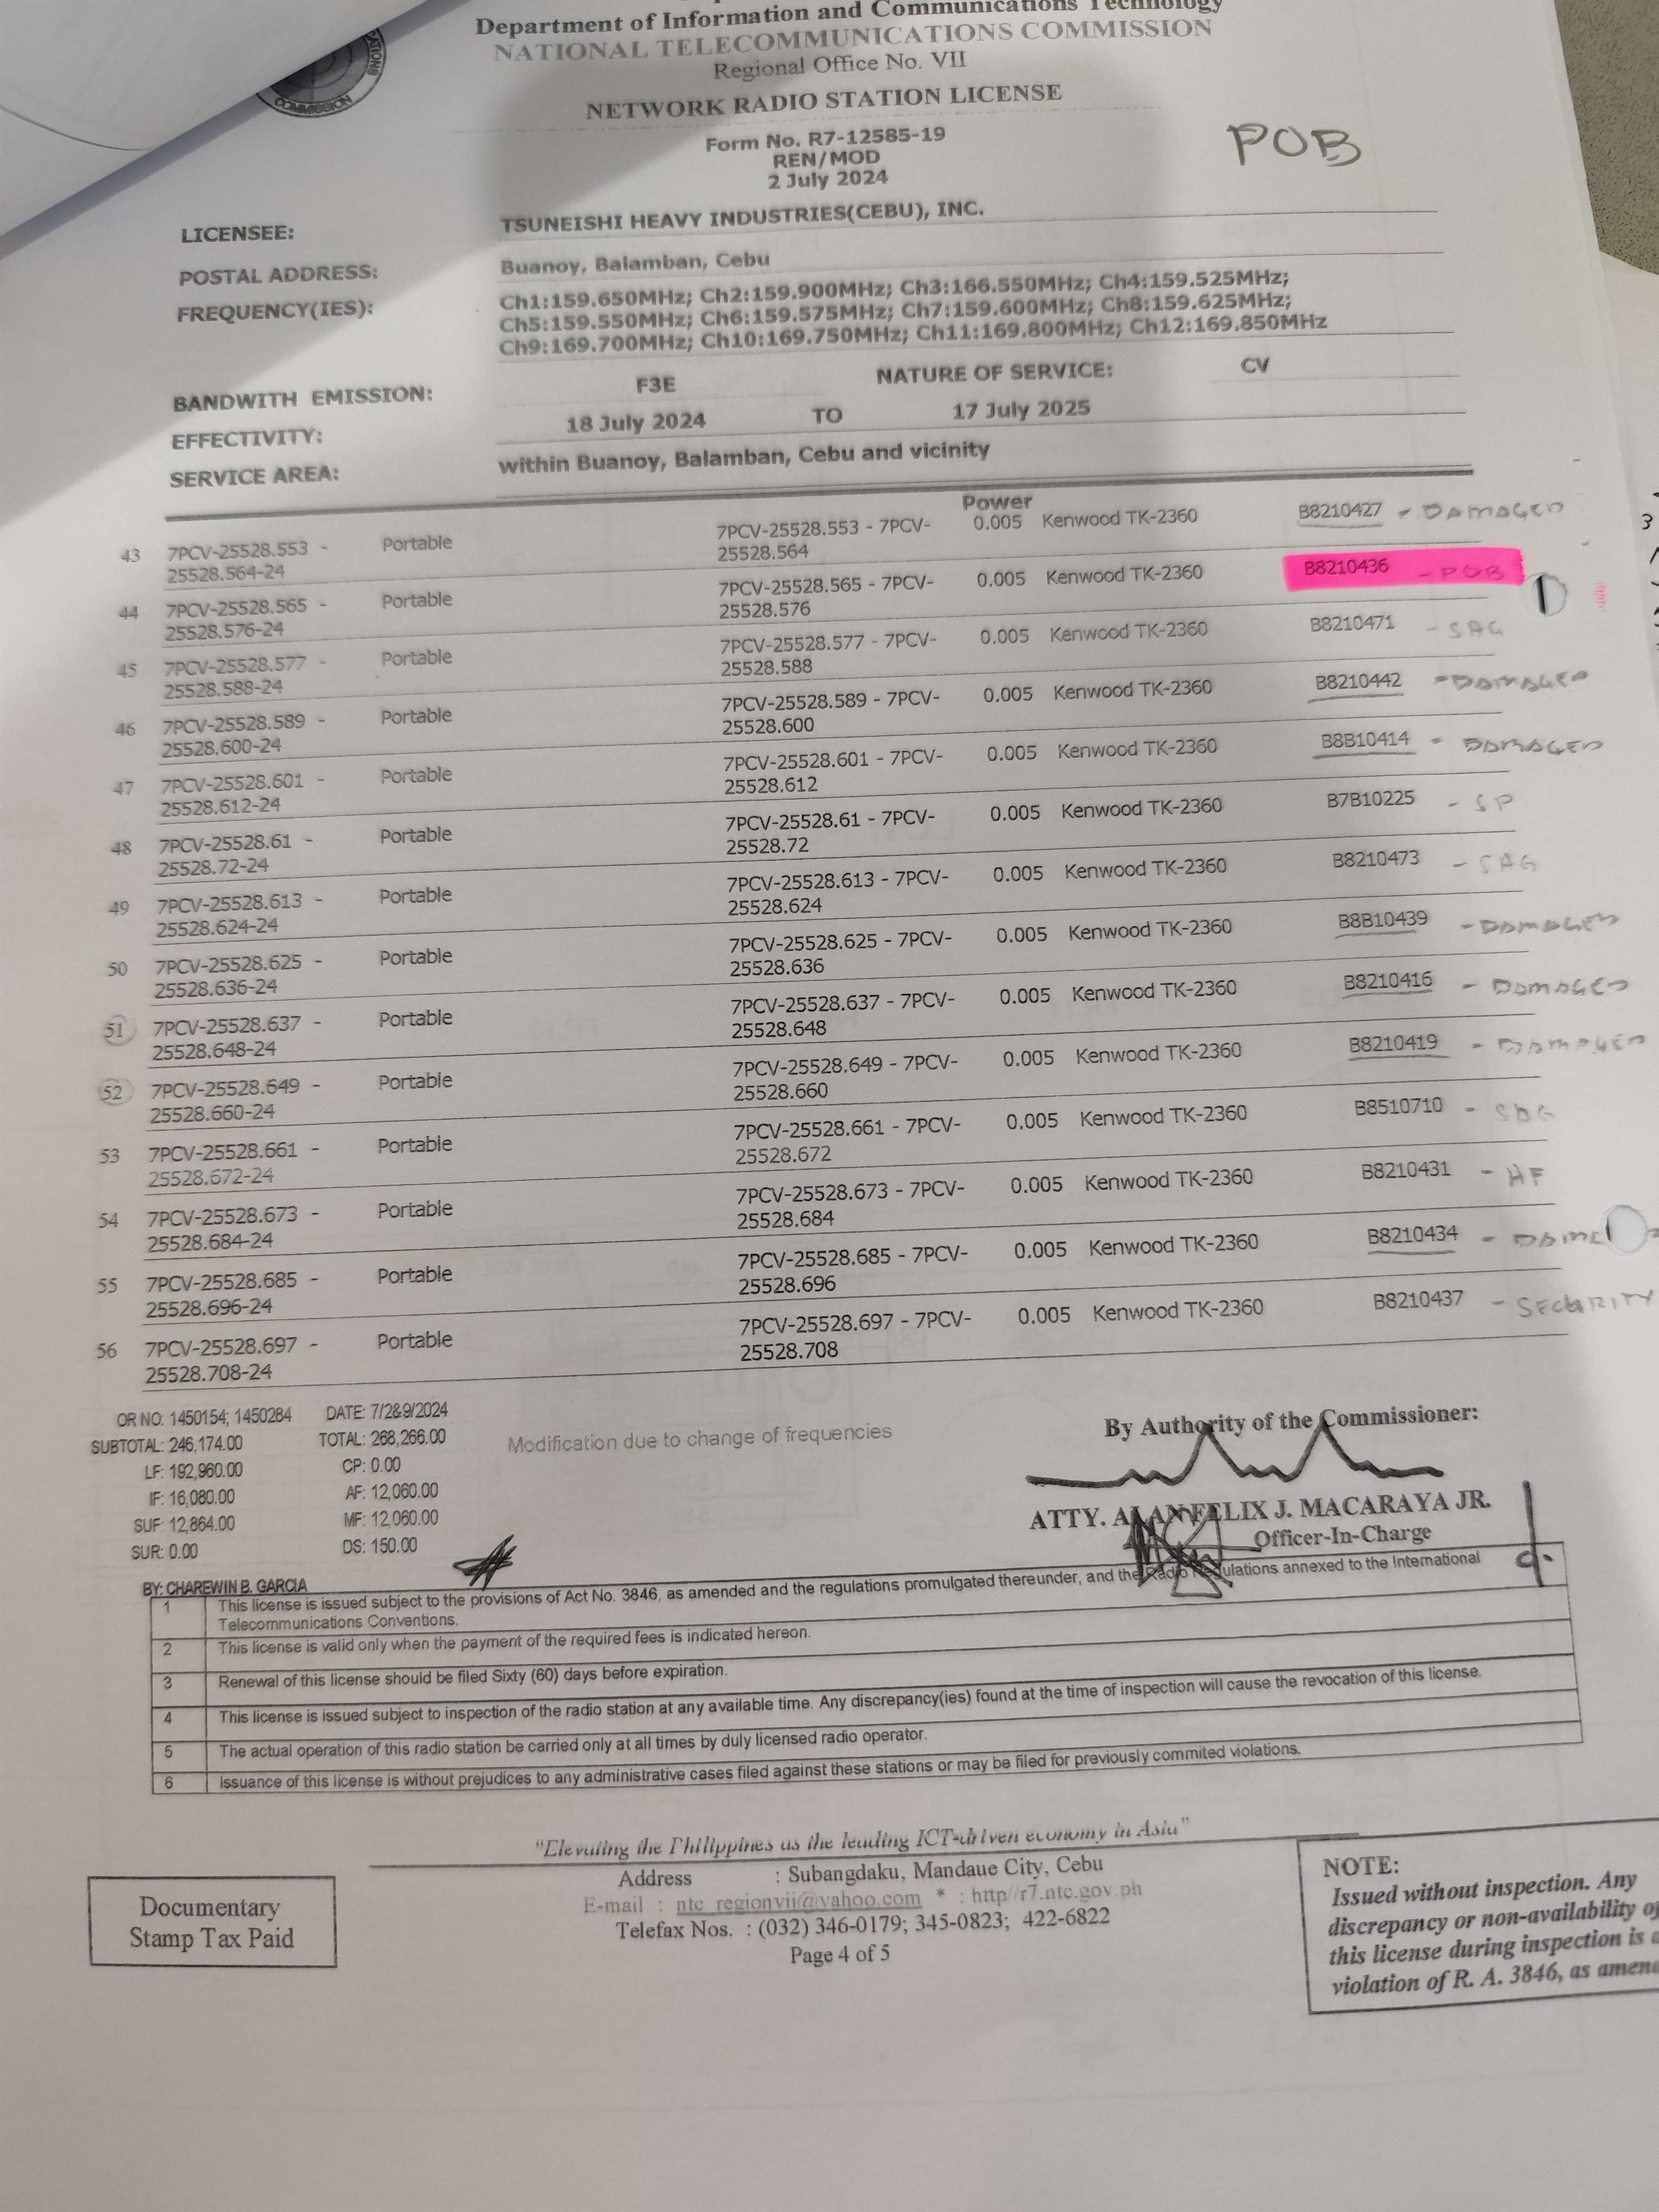 Department of Information and Communications Technology
NATIONAL TELECOMMUNICATIONS COMMISSION
Regional Office No. VII
COMMISSION
NETWORK RADIO STATION LICENSE
Form No. R7-12585-19
REN/MOD
2 July 2024
POB
LICENSEE: TSUNEISHI HEAVY INDUSTRIES(CEBU), INC.
POSTAL ADDRESS: Buanoy, Balamban, Cebu
FREQUENCY(IES): Ch1:159.650MHz; Ch2:159.900MHz; Ch3:166.550MHz; Ch4:159.525MHz;
Ch5:159.550MHz; Ch6:159.575MHz; Ch7:159.600MHz; Ch8:159.625MHz;
Ch9:169.700MHz; Ch10:169.750MHz; Ch11:169.800MHz; Ch12:169.850MHz
BANDWITH EMISSION: F3E NATURE OF SERVICE: CV
EFFECTIVITY: 18 July 2024 TO 17 July 2025
SERVICE AREA: within Buanoy, Balamban, Cebu and vicinity
Power
43 7PCV-25528.553 - Portable 7PCV-25528.553 - 7PCV- 0.005 Kenwood TK-2360 B8210427 - DAMAGED
25528.564-24 25528.564
44 7PCV-25528.565 - Portable 7PCV-25528.565 - 7PCV- 0.005 Kenwood TK-2360 B8210436 - POB
25528.576-24 25528.576
45 7PCV-25528.577 - Portable 7PCV-25528.577 - 7PCV- 0.005 Kenwood TK-2360 B8210471 - SAG
25528.588-24 25528.588
46 7PCV-25528.589 - Portable 7PCV-25528.589 - 7PCV- 0.005 Kenwood TK-2360 B8210442 - DAMAGED
25528.600-24 25528.600
47 7PCV-25528.601 - Portable 7PCV-25528.601 - 7PCV- 0.005 Kenwood TK-2360 B8B10414 - DAMAGED
25528.612-24 25528.612
48 7PCV-25528.61 - Portable 7PCV-25528.61 - 7PCV- 0.005 Kenwood TK-2360 B7B10225 - SP
25528.72-24 25528.72
49 7PCV-25528.613 - Portable 7PCV-25528.613 - 7PCV- 0.005 Kenwood TK-2360 B8210473 - SAG
25528.624-24 25528.624
50 7PCV-25528.625 - Portable 7PCV-25528.625 - 7PCV- 0.005 Kenwood TK-2360 B8B10439 - DAMAGED
25528.636-24 25528.636
51 7PCV-25528.637 - Portable 7PCV-25528.637 - 7PCV- 0.005 Kenwood TK-2360 B8210416 - DAMAGED
25528.648-24 25528.648
52 7PCV-25528.649 - Portable 7PCV-25528.649 - 7PCV- 0.005 Kenwood TK-2360 B8210419 - DAMAGED
25528.660-24 25528.660
53 7PCV-25528.661 - Portable 7PCV-25528.661 - 7PCV- 0.005 Kenwood TK-2360 B8510710 - SAG
25528.672-24 25528.672
54 7PCV-25528.673 - Portable 7PCV-25528.673 - 7PCV- 0.005 Kenwood TK-2360 B8210431 - HF
25528.684-24 25528.684
55 7PCV-25528.685 - Portable 7PCV-25528.685 - 7PCV- 0.005 Kenwood TK-2360 B8210434
25528.696-24 25528.696
56 7PCV-25528.697 - Portable 7PCV-25528.697 - 7PCV- 0.005 Kenwood TK-2360 B8210437 - SECURITY
25528.708-24 25528.708
OR NO: 1450154; 1450284 DATE: 7/2&9/2024
SUBTOTAL: 246,174.00 TOTAL: 268,266.00
LF: 192,960.00 CP: 0.00
IF: 16,080.00 AF: 12,060.00
SUF: 12,864.00 MF: 12,060.00
SUR: 0.00 DS: 150.00
BY: CHAREWIN B. GARCIA
Modification due to change of frequencies
By Authority of the Commissioner:
ATTY. ALAN FELIX J. MACARAYA JR.
Officer-In-Charge
1 This license is issued subject to the provisions of Act No. 3846, as amended and the regulations promulgated thereunder, and the Radio Regulations annexed to the International
Telecommunications Conventions.
2 This license is valid only when the payment of the required fees is indicated hereon.
3 Renewal of this license should be filed Sixty (60) days before expiration.
4 This license is issued subject to inspection of the radio station at any available time. Any discrepancy(ies) found at the time of inspection will cause the revocation of this license.
5 The actual operation of this radio station be carried only at all times by duly licensed radio operator.
6 Issuance of this license is without prejudices to any administrative cases filed against these stations or may be filed for previously commited violations.
"Elevating the Philippines as the leading ICT-driven economy in Asia"
Address : Subangdaku, Mandaue City, Cebu
E-mail : ntc_regionvii@yahoo.com * : http//r7.ntc.gov.ph
Telefax Nos. : (032) 346-0179; 345-0823; 422-6822
Page 4 of 5
Documentary
Stamp Tax Paid
NOTE:
Issued without inspection. Any
discrepancy or non-availability of
this license during inspection is a
violation of R. A. 3846, as